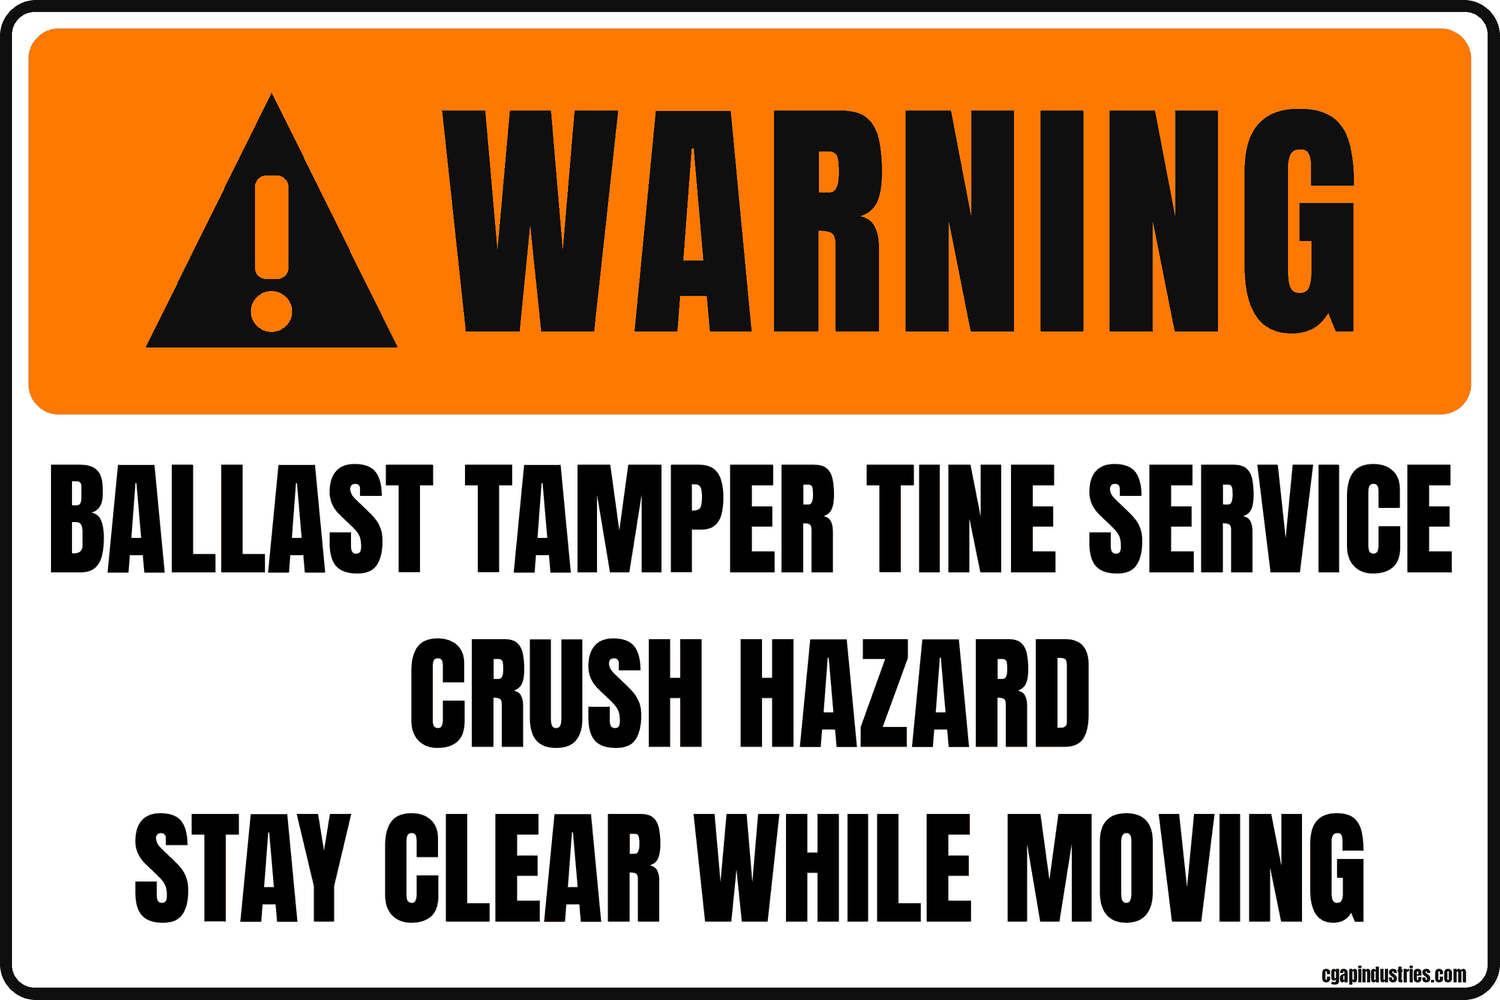 WARNING
BALLAST TAMPER TINE SERVICE
CRUSH HAZARD
STAY CLEAR WHILE MOVING
cgapindustries.com